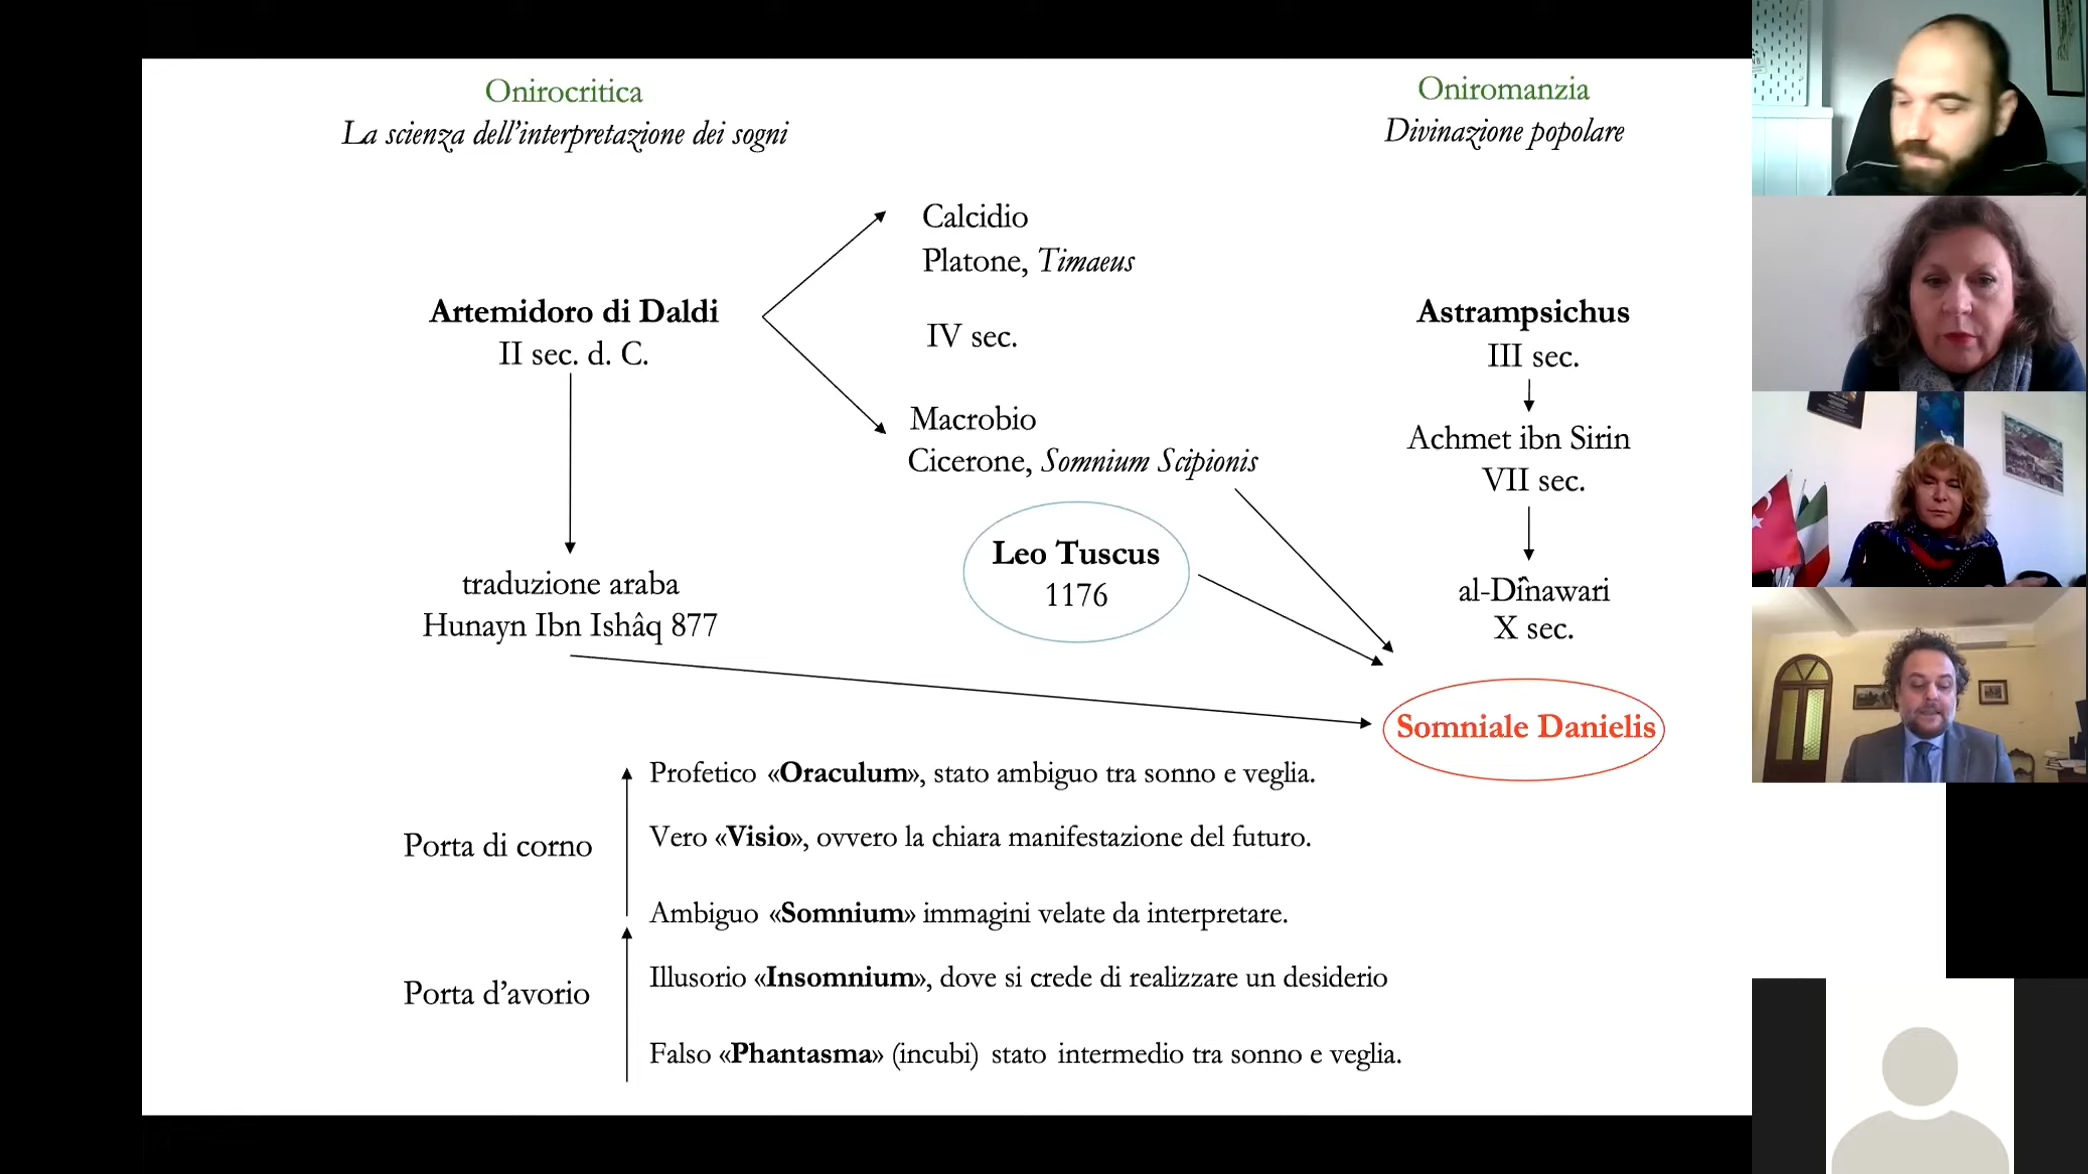 Onirocritica
La scienza dell'interpretazione dei sogni
Oniromanzia
Divinazione popolare
Calcidio
Platone, Timaeus
Artemidoro di Daldi
II sec. d. C.
IV sec.
Macrobio
Cicerone, Somnium Scipionis
Astrampsichus
III sec.
Achmet ibn Sirin
VII sec.
al-Dînawari
X sec.
Leo Tuscus
1176
traduzione araba
Hunayn Ibn Ishâq 877
Somniale Danielis
Porta di corno
Profetico «Oraculum», stato ambiguo tra sonno e veglia.
Vero «Visio», ovvero la chiara manifestazione del futuro.
Ambiguo «Somnium» immagini velate da interpretare.
Porta d'avorio
Illusorio «Insomnium», dove si crede di realizzare un desiderio
Falso «Phantasma» (incubi) stato intermedio tra sonno e veglia.